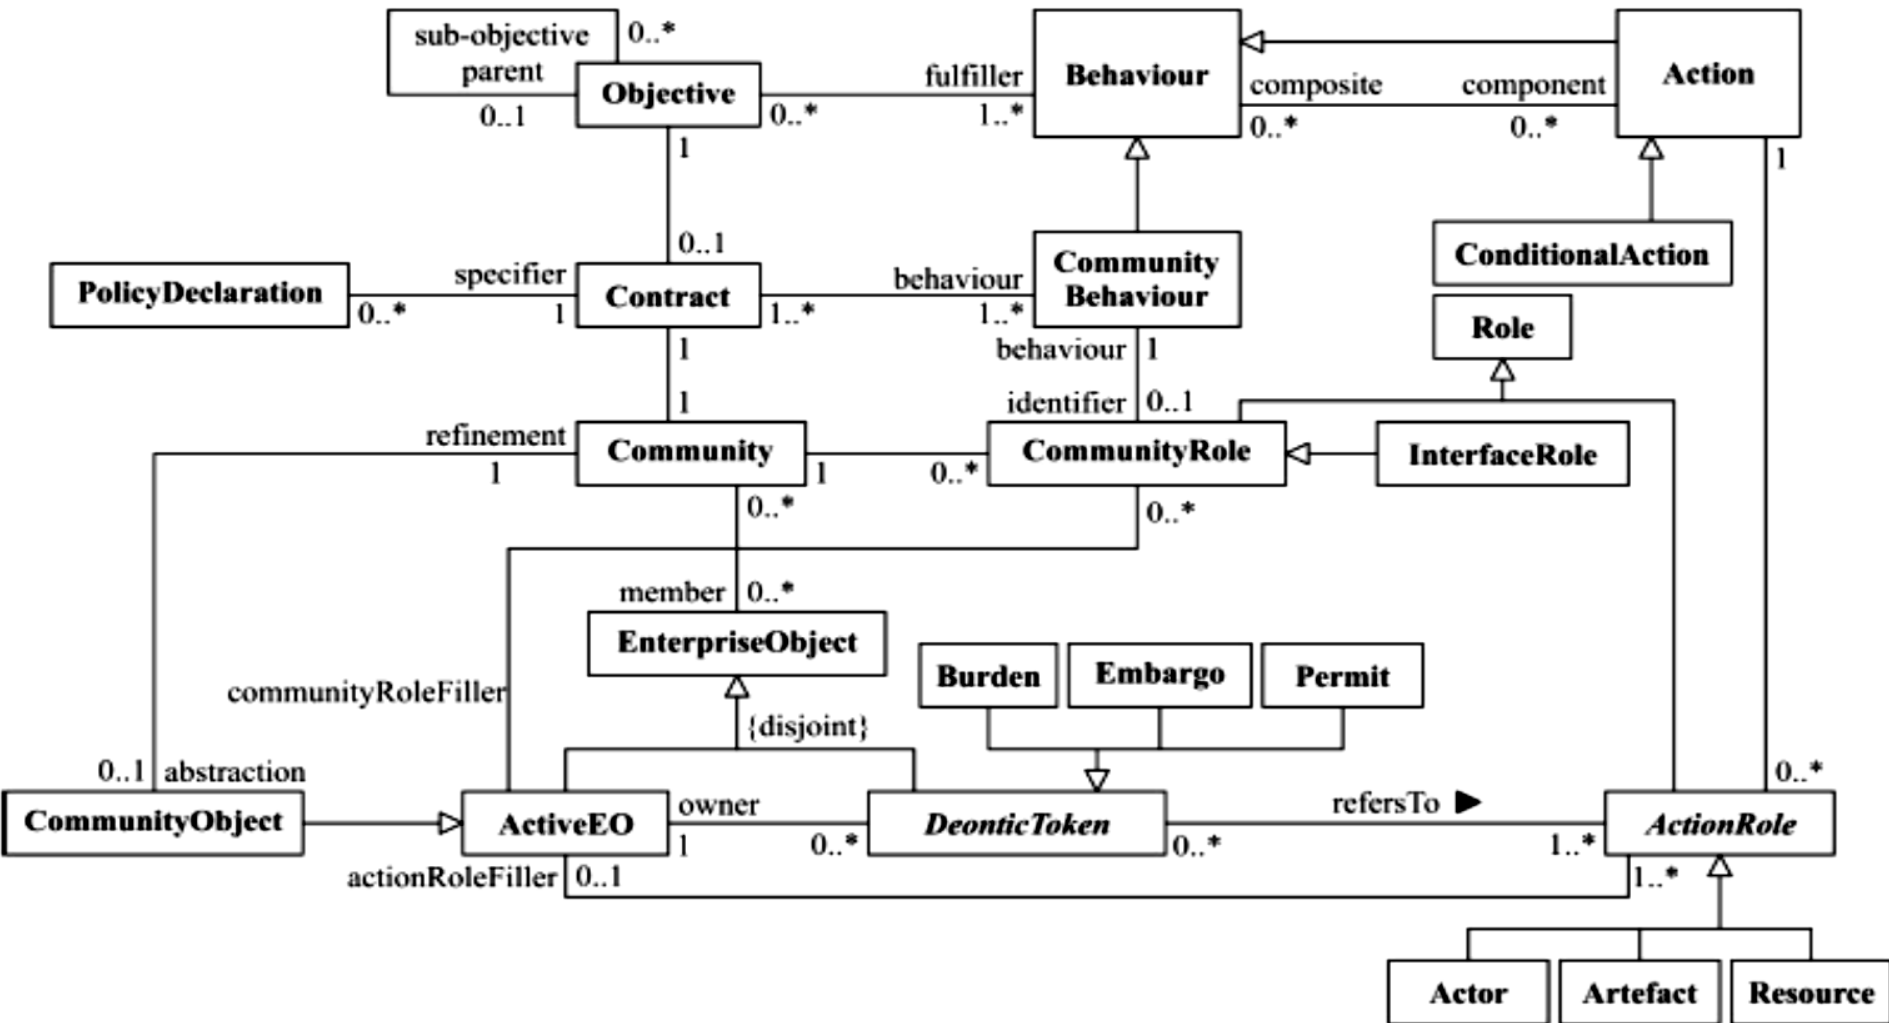 sub-objective
parent
0..*
0..1
Objective
0..*
fulfiller
1..*
Behaviour
composite
0..*
component
0..*
Action
1
1
0..1
ConditionalAction
PolicyDeclaration
0..*
specifier
1
Contract
1..*
behaviour
1..*
Community
Behaviour
Role
1
behaviour
1
1
identifier
0..1
refinement
1
Community
1
0..*
CommunityRole
InterfaceRole
0..*
0..*
member
0..*
EnterpriseObject
communityRoleFiller
{disjoint}
Burden
Embargo
Permit
0..1
abstraction
0..*
CommunityObject
ActiveEO
owner
1
0..*
DeonticToken
0..*
refersTo
1..*
ActionRole
actionRoleFiller
0..1
1..*
Actor
Artefact
Resource